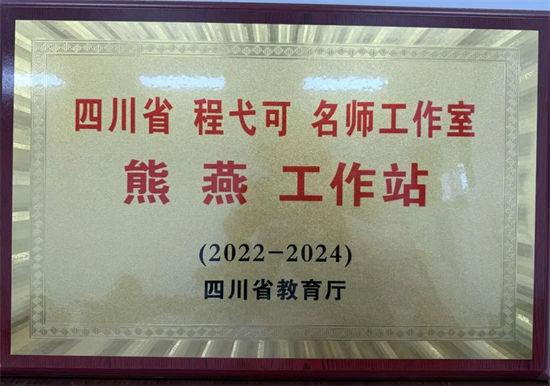 四川省 程弋可 名师工作室
熊 燕 工作站
(2022-2024)
四川省教育厅